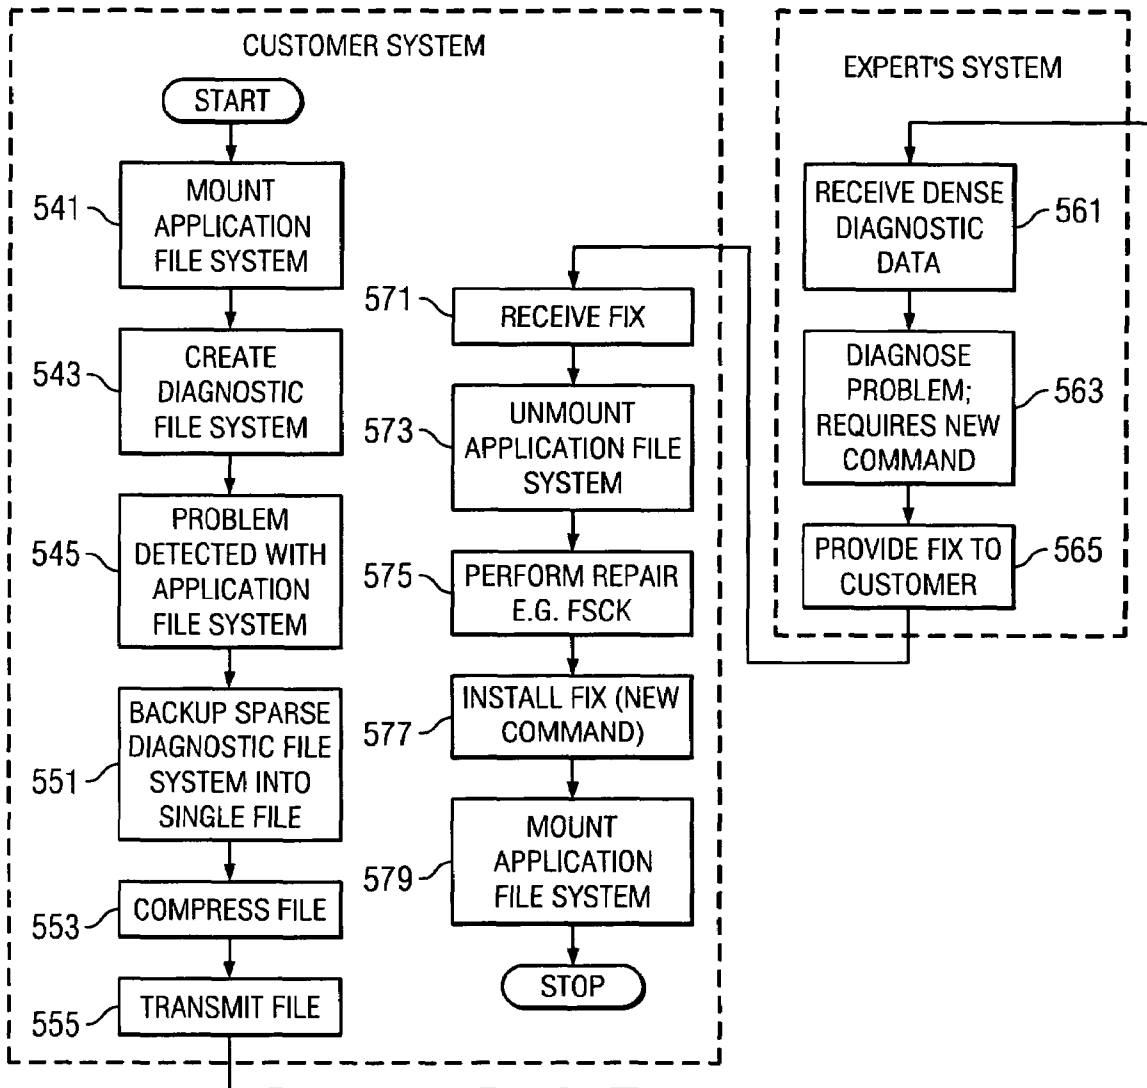 CUSTOMER SYSTEM
START
541
MOUNT
APPLICATION
FILE SYSTEM
543
CREATE
DIAGNOSTIC
FILE SYSTEM
545
PROBLEM
DETECTED WITH
APPLICATION
FILE SYSTEM
551
BACKUP SPARSE
DIAGNOSTIC FILE
SYSTEM INTO
SINGLE FILE
553
COMPRESS FILE
555
TRANSMIT FILE
571
RECEIVE FIX
573
UNMOUNT
APPLICATION FILE
SYSTEM
575
PERFORM REPAIR
E.G. FSCK
577
INSTALL FIX (NEW
COMMAND)
579
MOUNT
APPLICATION
FILE SYSTEM
STOP
EXPERT'S SYSTEM
RECEIVE DENSE
DIAGNOSTIC
DATA
561
DIAGNOSE
PROBLEM;
REQUIRES NEW
COMMAND
563
PROVIDE FIX TO
CUSTOMER
565